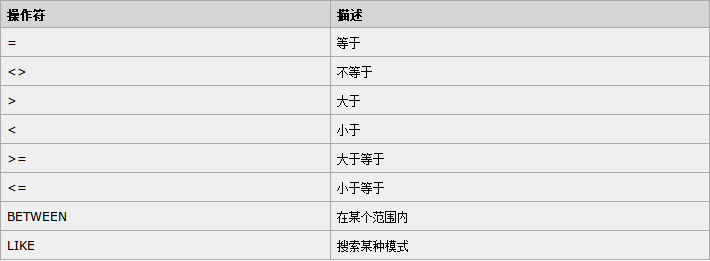 操作符 描述
= 等于
<> 不等于
> 大于
< 小于
>= 大于等于
<= 小于等于
BETWEEN 在某个范围内
LIKE 搜索某种模式